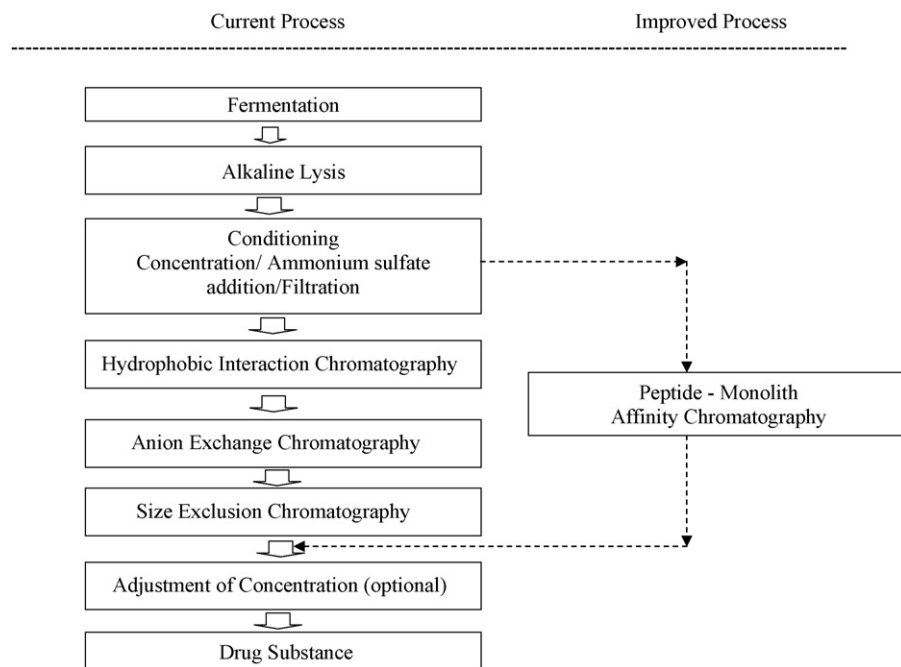 Current Process
Improved Process
Fermentation
Alkaline Lysis
Conditioning
Concentration/ Ammonium sulfate
addition/Filtration
Hydrophobic Interaction Chromatography
Peptide - Monolith
Affinity Chromatography
Anion Exchange Chromatography
Size Exclusion Chromatography
Adjustment of Concentration (optional)
Drug Substance